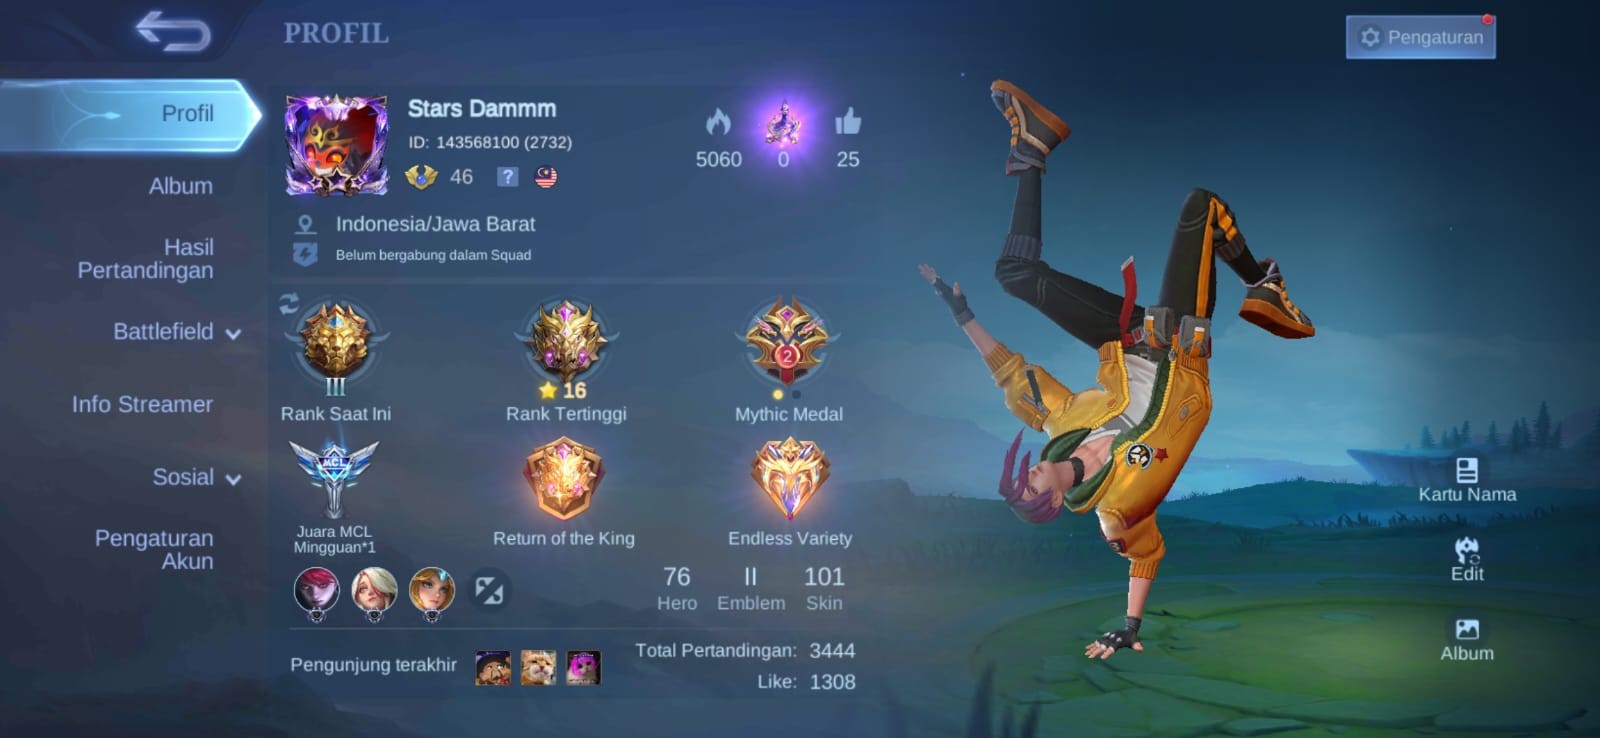 PROFIL
Pengaturan
Profil
Album
Hasil
Pertandingan
Battlefield
Info Streamer
Sosial
Pengaturan
Akun
Stars Dammm
ID: 143568100 (2732)
46
?
5060
0
25
Indonesia/Jawa Barat
Belum bergabung dalam Squad
III
Rank Saat Ini
16
Rank Tertinggi
2
Mythic Medal
MCL
Juara MCL
Mingguan*1
Return of the King
Endless Variety
76
Hero
II
Emblem
101
Skin
Pengunjung terakhir
Total Pertandingan: 3444
Like: 1308
Kartu Nama
Edit
Album